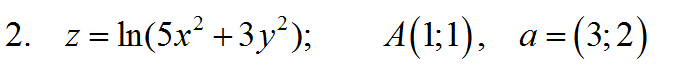 2. z = ln(5x² + 3y²); A(1;1), a = (3;2)